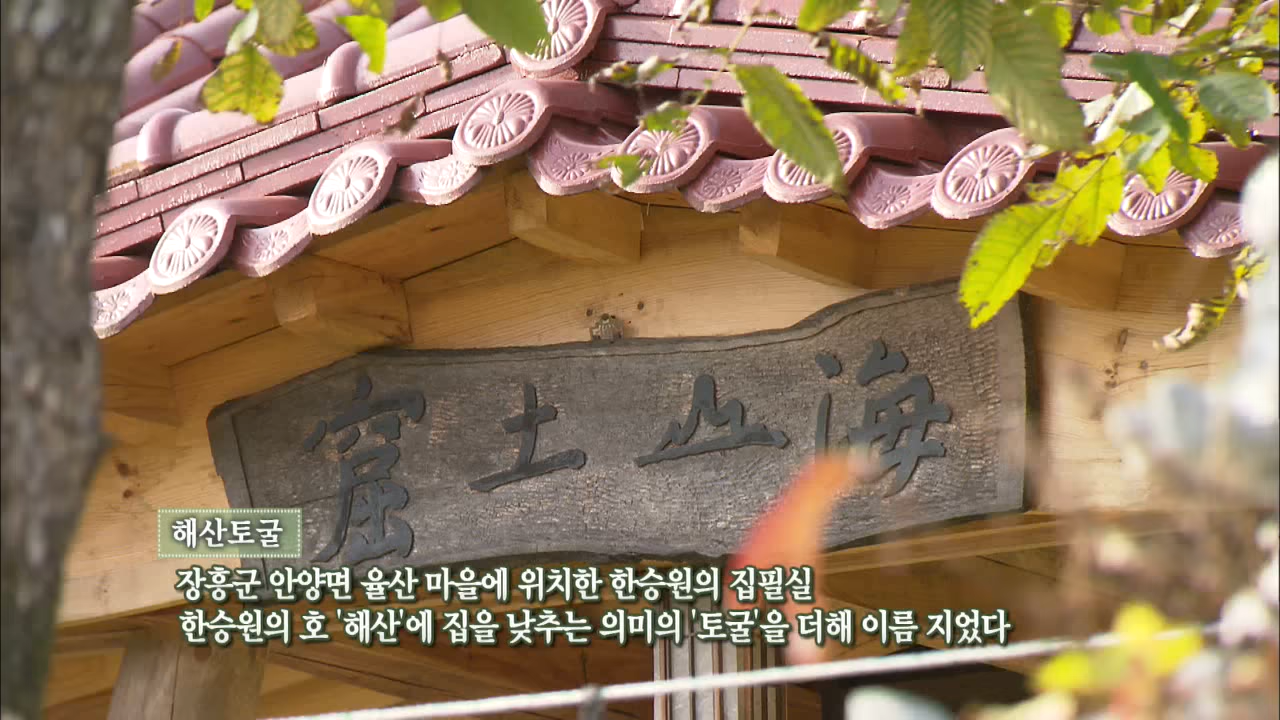 窟土山海
해산토굴
장흥군 안양면 율산 마을에 위치한 한승원의 집필실
한승원의 호 '해산'에 집을 낮추는 의미의 '토굴'을 더해 이름 지었다